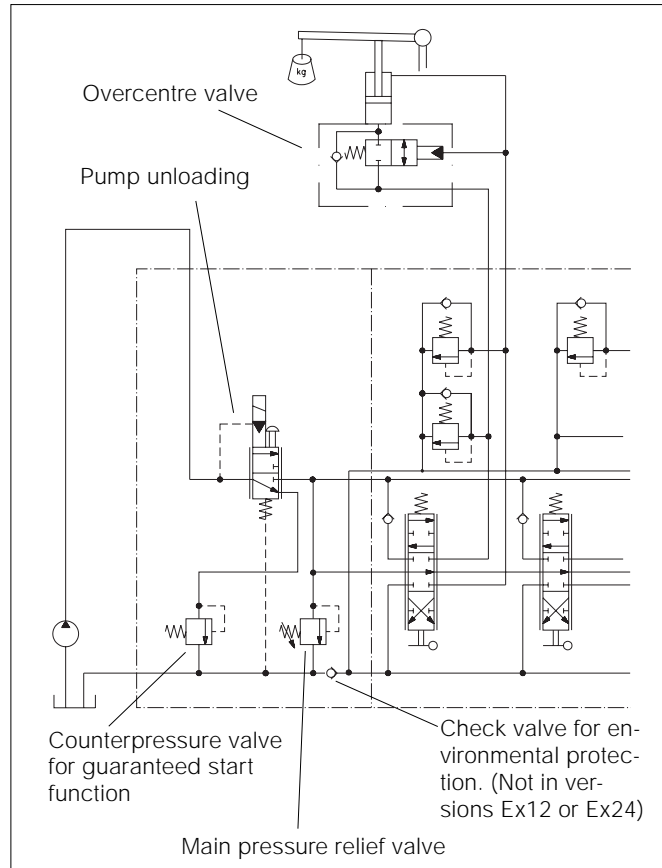 kg
Overcentre valve
Pump unloading
Counterpressure valve
for guaranteed start
function
Check valve for en-
vironmental protec-
tion. (Not in ver-
sions Ex12 or Ex24)
Main pressure relief valve